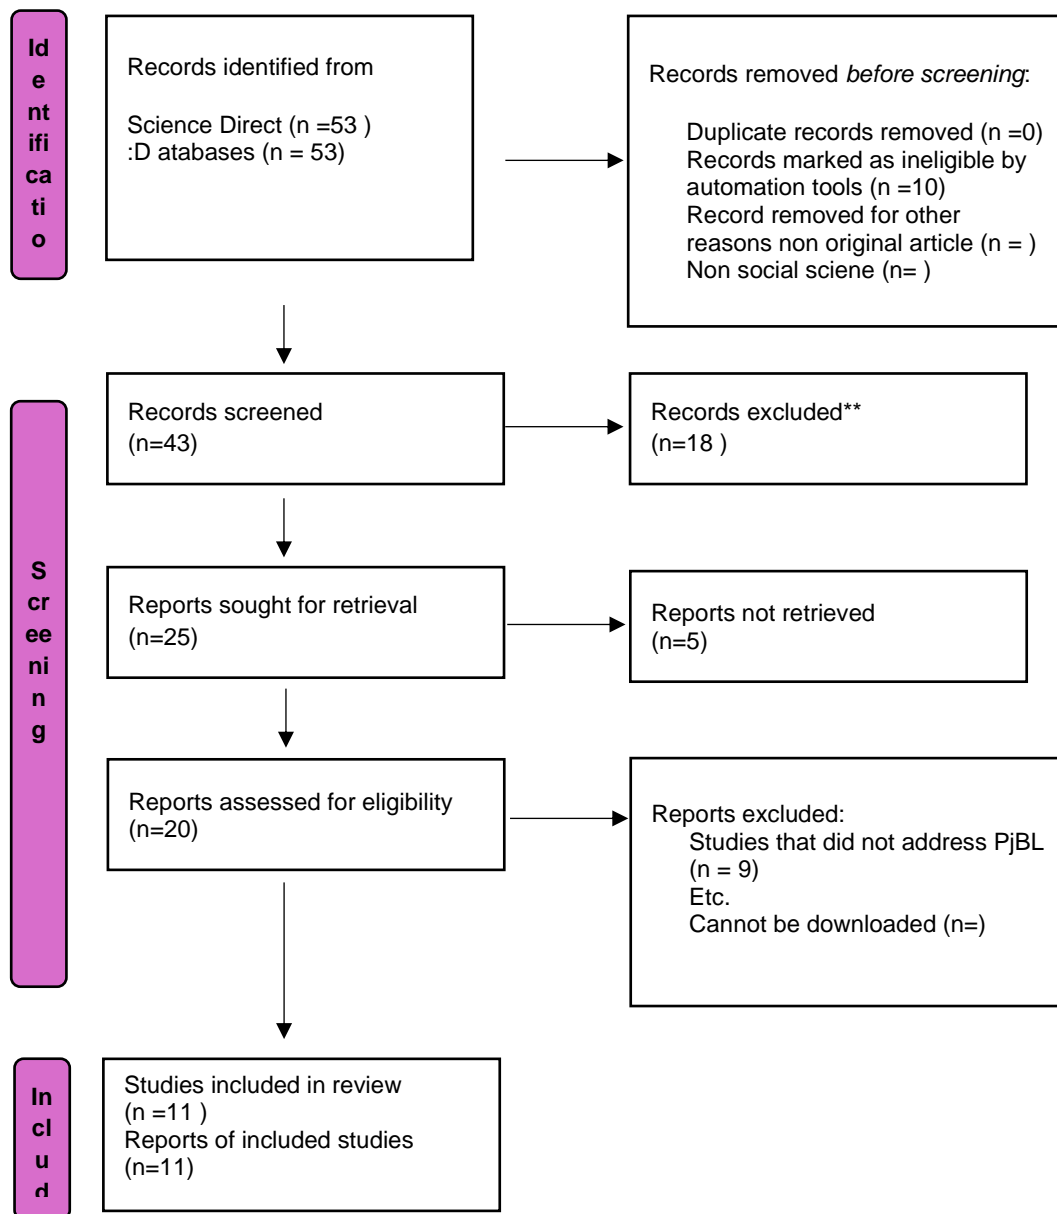 Id
e
nt
ifi
ca
ti
o
Records identified from
Science Direct (n =53 )
:D atabases (n = 53)
Records removed before screening:
Duplicate records removed (n =0)
Records marked as ineligible by
automation tools (n =10)
Record removed for other
reasons non original article (n = )
Non social sciene (n= )
S
cr
ee
ni
n
g
Records screened
(n=43)
Records excluded**
(n=18 )
Reports sought for retrieval
(n=25)
Reports not retrieved
(n=5)
Reports assessed for eligibility
(n=20)
Reports excluded:
Studies that did not address PjBL
(n = 9)
Etc.
Cannot be downloaded (n=)
In
cl
u
d
Studies included in review
(n =11 )
Reports of included studies
(n=11)